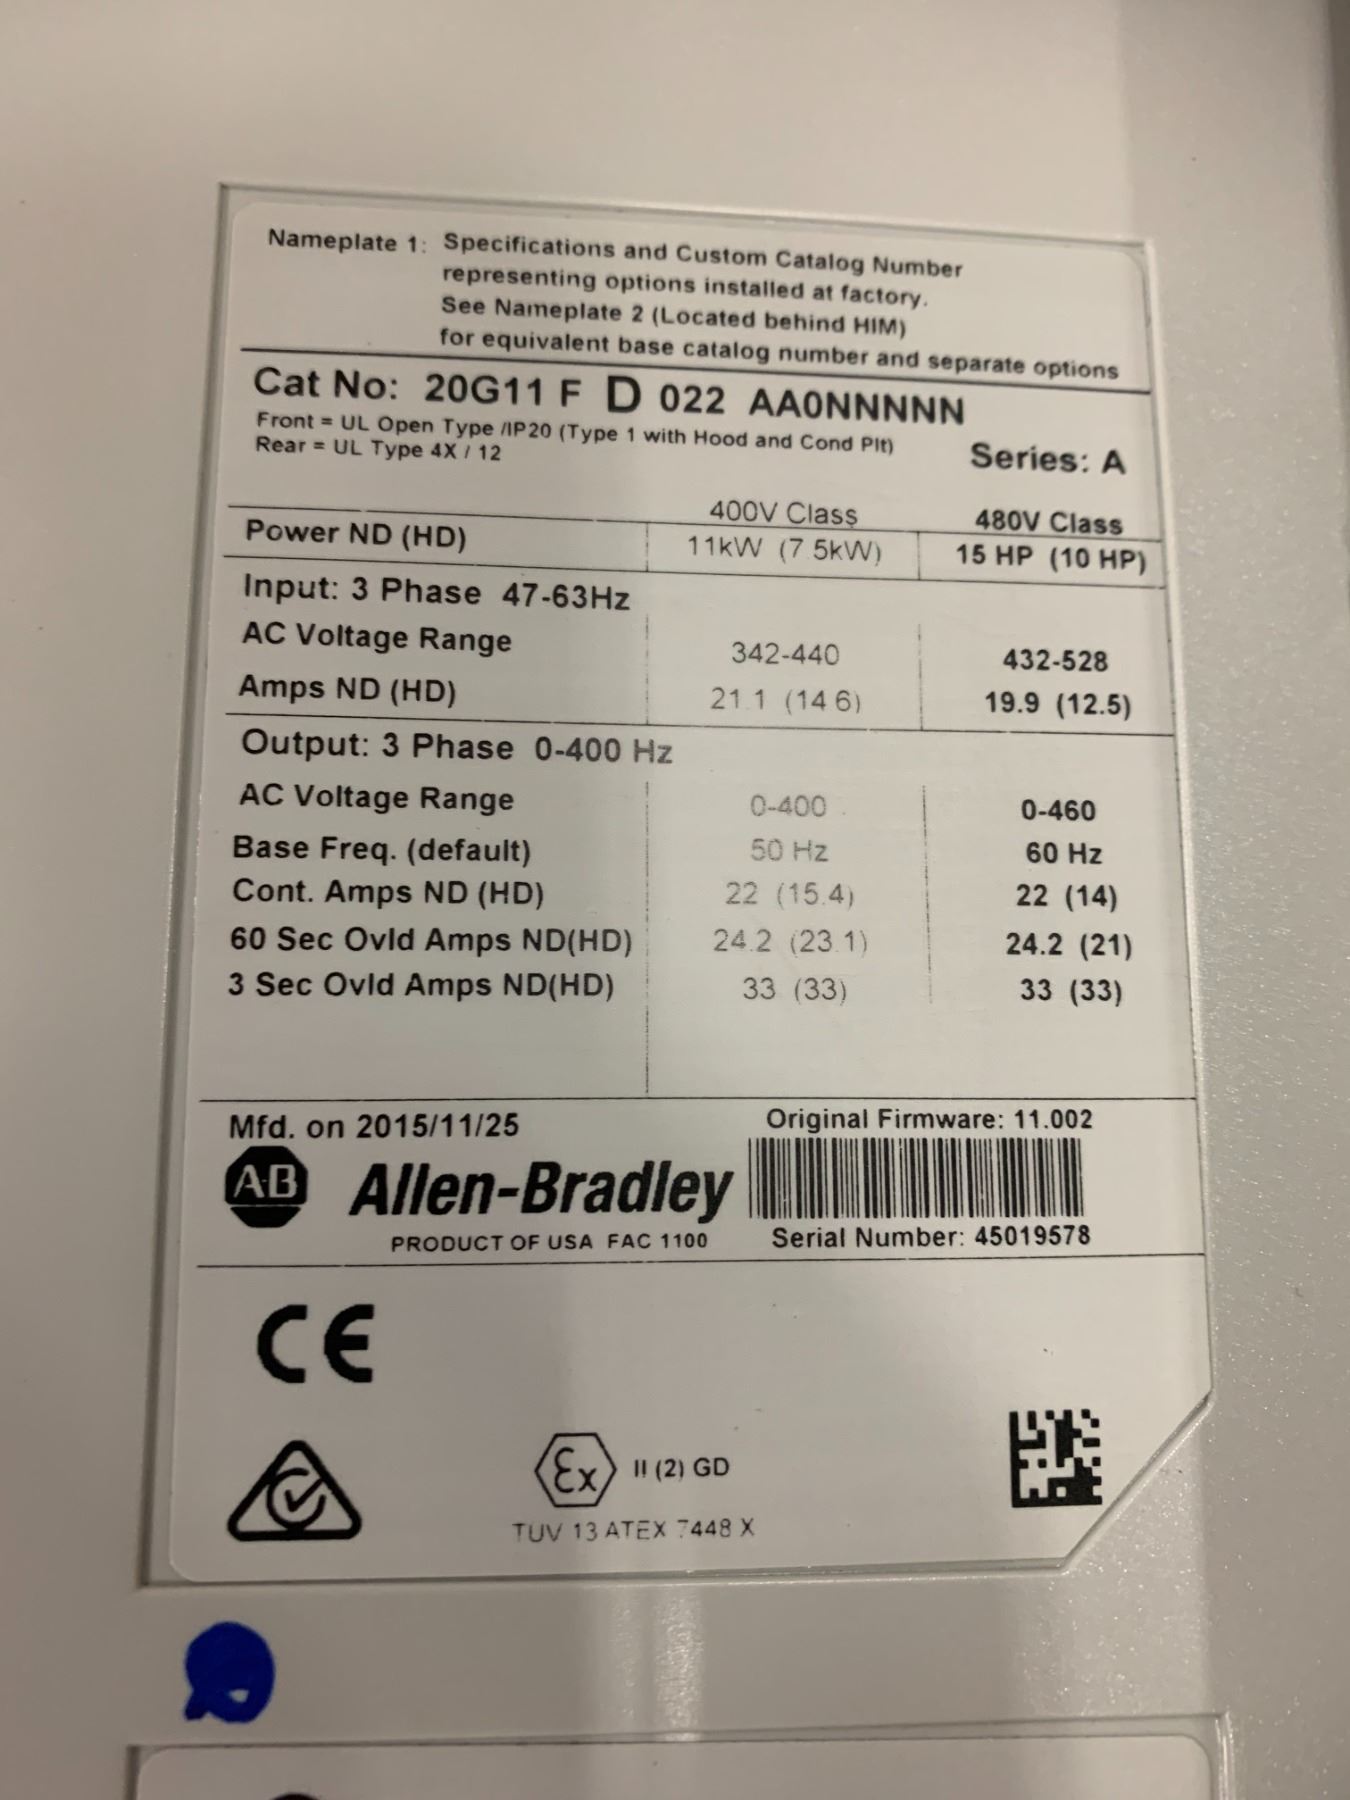 Nameplate 1: Specifications and Custom Catalog Number
representing options installed at factory.
See Nameplate 2 (Located behind HIM)
for equivalent base catalog number and separate options
Cat No: 20G11 F D 022 AA0NNNNN
Front = UL Open Type /IP20 (Type 1 with Hood and Cond Plt)
Rear = UL Type 4X / 12
Series: A
400V Class 480V Class
Power ND (HD) 11kW (7.5kW) 15 HP (10 HP)
Input: 3 Phase 47-63Hz
AC Voltage Range 342-440 432-528
Amps ND (HD) 21.1 (14.6) 19.9 (12.5)
Output: 3 Phase 0-400 Hz
AC Voltage Range 0-400 0-460
Base Freq. (default) 50 Hz 60 Hz
Cont. Amps ND (HD) 22 (15.4) 22 (14)
60 Sec Ovld Amps ND(HD) 24.2 (23.1) 24.2 (21)
3 Sec Ovld Amps ND(HD) 33 (33) 33 (33)
Mfd. on 2015/11/25 Original Firmware: 11.002
A-B Allen-Bradley
PRODUCT OF USA FAC 1100 Serial Number: 45019578
CE
Ex II (2) GD
TUV 13 ATEX 7448 X